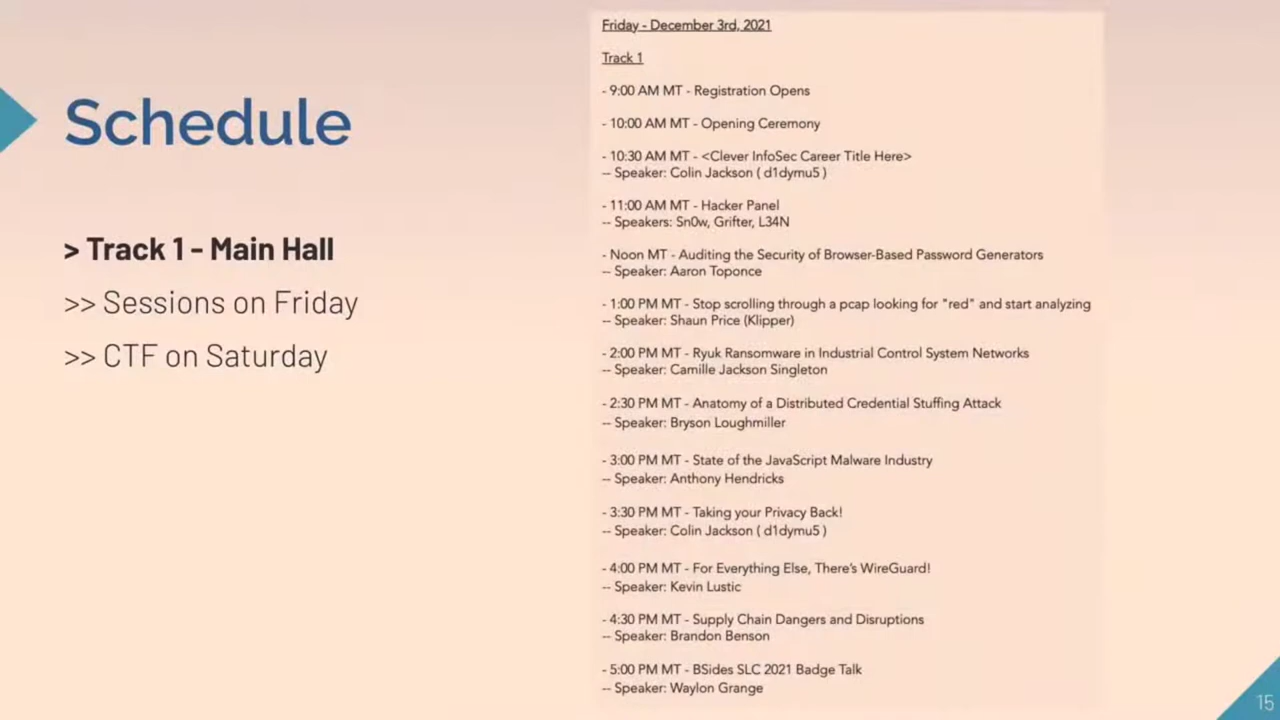 Schedule
> Track 1 - Main Hall
>> Sessions on Friday
>> CTF on Saturday
Friday - December 3rd, 2021
Track 1
- 9:00 AM MT - Registration Opens
- 10:00 AM MT - Opening Ceremony
- 10:30 AM MT - <Clever InfoSec Career Title Here>
-- Speaker: Colin Jackson ( d1dymu5 )
- 11:00 AM MT - Hacker Panel
-- Speakers: Sn0w, Grifter, L34N
- Noon MT - Auditing the Security of Browser-Based Password Generators
-- Speaker: Aaron Toponce
- 1:00 PM MT - Stop scrolling through a pcap looking for "red" and start analyzing
-- Speaker: Shaun Price (Klipper)
- 2:00 PM MT - Ryuk Ransomware in Industrial Control System Networks
-- Speaker: Camille Jackson Singleton
- 2:30 PM MT - Anatomy of a Distributed Credential Stuffing Attack
-- Speaker: Bryson Loughmiller
- 3:00 PM MT - State of the JavaScript Malware Industry
-- Speaker: Anthony Hendricks
- 3:30 PM MT - Taking your Privacy Back!
-- Speaker: Colin Jackson ( d1dymu5 )
- 4:00 PM MT - For Everything Else, There's WireGuard!
-- Speaker: Kevin Lustic
- 4:30 PM MT - Supply Chain Dangers and Disruptions
-- Speaker: Brandon Benson
- 5:00 PM MT - BSides SLC 2021 Badge Talk
-- Speaker: Waylon Grange
15